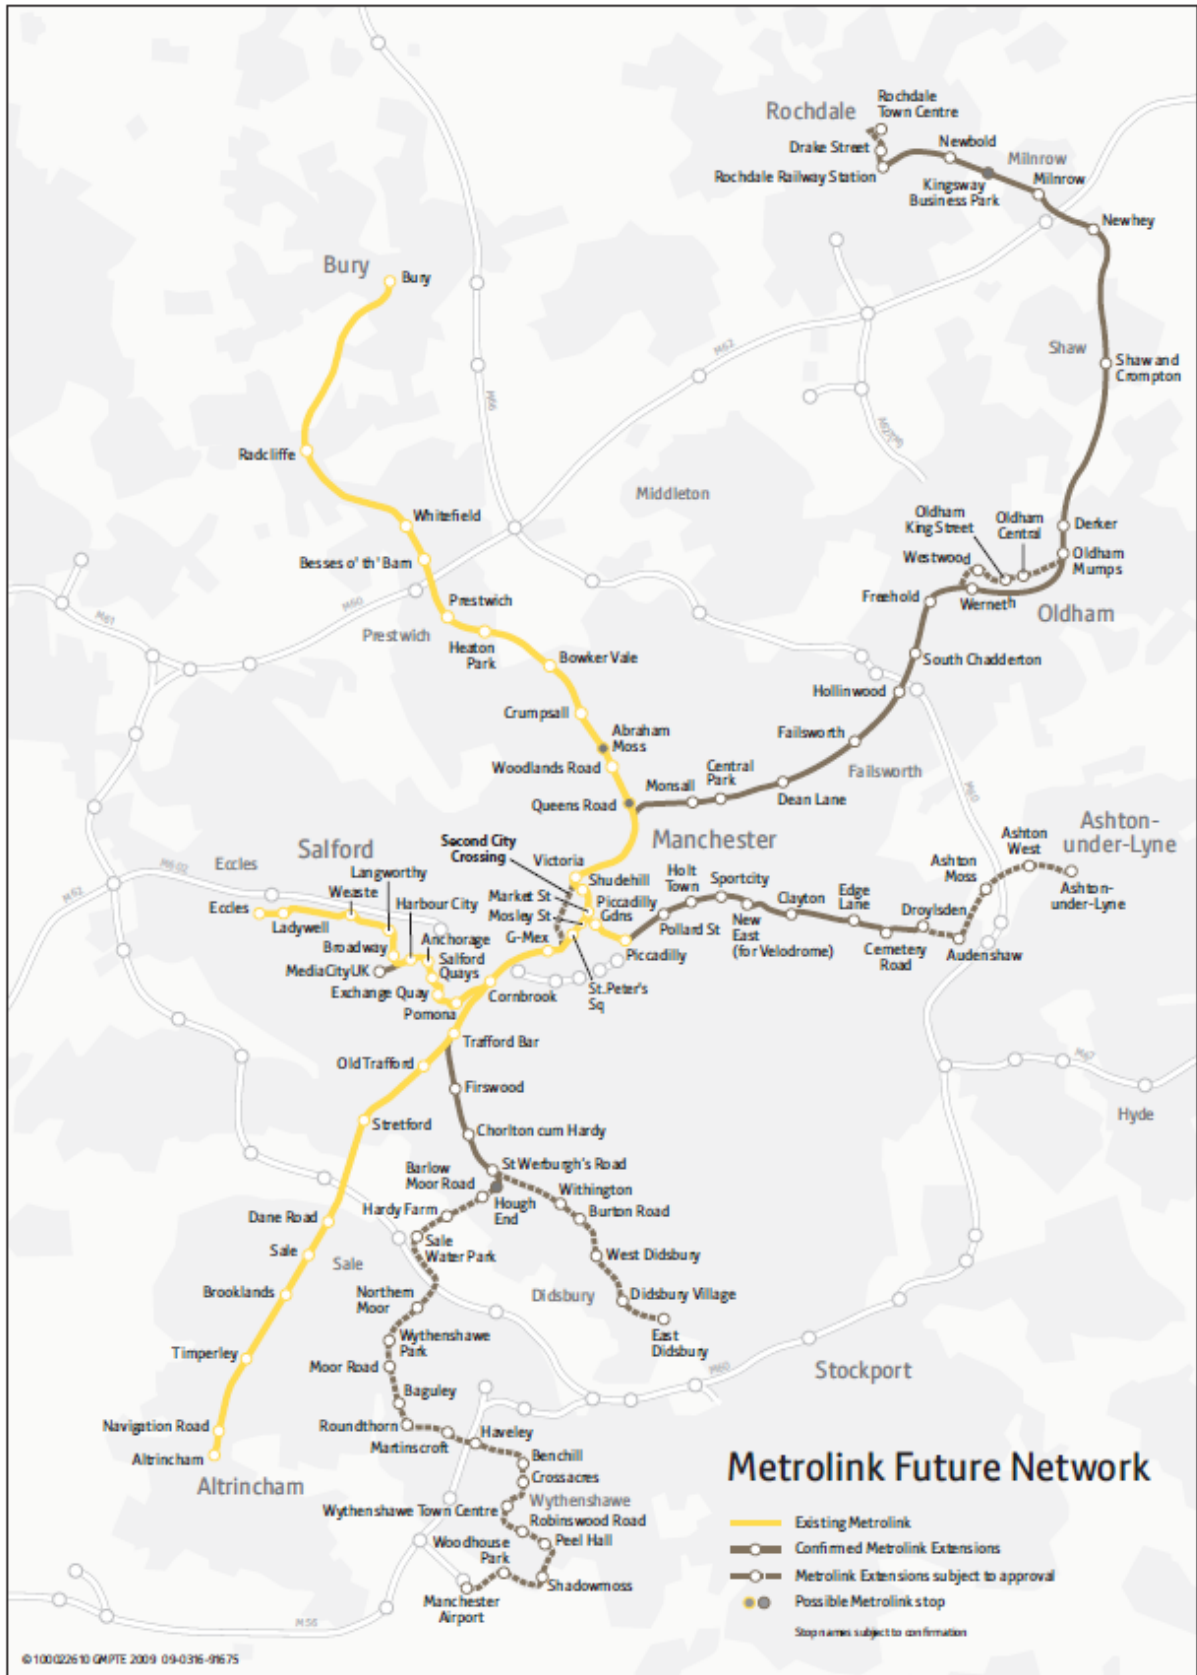 Rochdale
Rochdale
Town Centre
Drake Street
Rochdale Railway Station
Newbold
Kingsway
Business Park
Milnrow
Milnrow
Newhey
Bury
Bury
M62
M66
Shaw
Shaw and
Crompton
A627(M)
Radcliffe
Middleton
Whitefield
Besses o' th' Barn
Oldham
King Street
Oldham
Central
Derker
Oldham
Mumps
Westwood
Werneth
Freehold
Oldham
M61
M60
Prestwich
Prestwich
Heaton
Park
Bowker Vale
South Chadderton
Hollinwood
Crumpsall
Abraham
Moss
Failsworth
Failsworth
Woodlands Road
Monsall
Central
Park
Dean Lane
Queens Road
M60
Manchester
Second City
Crossing
Salford
Eccles
M602
M62
Langworthy
Weaste
Harbour City
Eccles
Ladywell
Broadway
MediaCityUK
Anchorage
Salford
Quays
Exchange Quay
Pomona
Victoria
Shudehill
Market St
Mosley St
Piccadilly
Gdns
G-Mex
Piccadilly
St.Peter's
Sq
Cornbrook
Holt
Town
Pollard St
Sportcity
New
East
(for Velodrome)
Clayton
Edge
Lane
Cemetery
Road
Droylsden
Audenshaw
Ashton
Moss
Ashton
West
Ashton-
under-Lyne
Ashton-
under-Lyne
Trafford Bar
Old Trafford
Firswood
Stretford
Chorlton cum Hardy
M67
Hyde
St Werburgh's Road
Barlow
Moor Road
Hough
End
Withington
Burton Road
Hardy Farm
Dane Road
Sale
Water Park
West Didsbury
Sale
Sale
Brooklands
Northern
Moor
Didsbury
Didsbury Village
East
Didsbury
Wythenshawe
Park
Timperley
Moor Road
M60
Stockport
Baguley
Navigation Road
Roundthorn
Martinscroft
Haveley
Altrincham
Altrincham
Benchill
Crossacres
Wythenshawe
Wythenshawe Town Centre
Robinswood Road
Peel Hall
Woodhouse
Park
Shadowmoss
Manchester
Airport
M56
Metrolink Future Network
Existing Metrolink
Confirmed Metrolink Extensions
Metrolink Extensions subject to approval
Possible Metrolink stop
Stop names subject to confirmation
© 100022610 GMPTE 2009 09-0316-91675